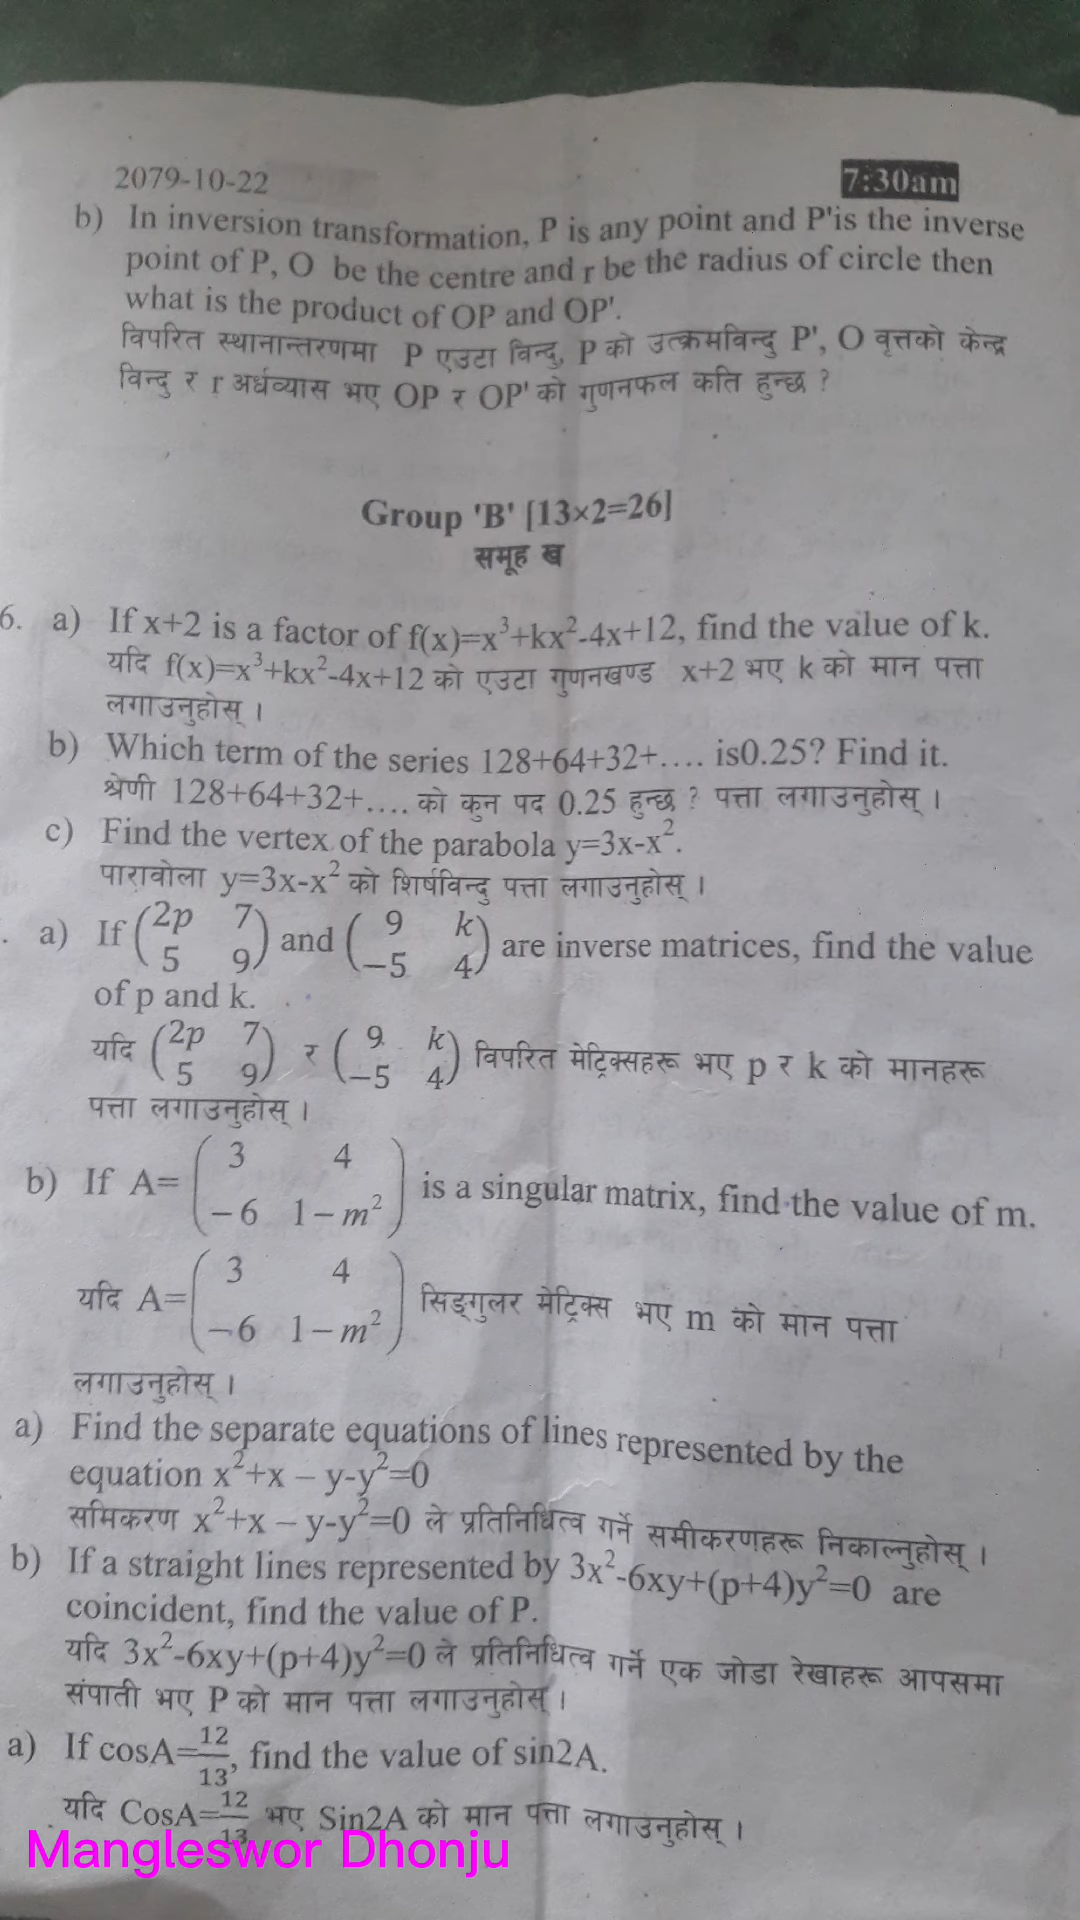 2079-10-22
7:30am
b) In inversion transformation, P is any point and P'is the inverse
point of P, O be the centre and r be the radius of circle then
what is the product of OP and OP'.
विपरित स्थानान्तरणमा P एउटा विन्दु, P को उत्क्रमविन्दु P', O वृत्तको केन्द्र
विन्दु र r अर्धव्यास भए OP र OP' को गुणनफल कति हुन्छ ?
Group 'B' [13×2=26]
समूह ख
6. a) If x+2 is a factor of f(x)=x³+kx²-4x+12, find the value of k.
यदि f(x)=x³+kx²-4x+12 को एउटा गुणनखण्ड x+2 भए k को मान पत्ता
लगाउनुहोस् ।
b) Which term of the series 128+64+32+.... is0.25? Find it.
श्रेणी 128+64+32+.... को कुन पद 0.25 हुन्छ ? पत्ता लगाउनुहोस् ।
c) Find the vertex of the parabola y=3x-x².
पारावोला y=3x-x² को शिर्षविन्दु पत्ता लगाउनुहोस् ।
. a) If (2p 7 5 9) and (9 k −5 4) are inverse matrices, find the value
of p and k.
यदि (2p 7 5 9) र (9 k −5 4) विपरित मेट्रिक्सहरू भए p र k को मानहरू
पत्ता लगाउनुहोस् ।
b) If A= (3 4 −6 1−m²) is a singular matrix, find the value of m.
यदि A= (3 4 −6 1−m²) सिङ्गुलर मेट्रिक्स भए m को मान पत्ता
लगाउनुहोस् ।
a) Find the separate equations of lines represented by the
equation x²+x – y-y²=0
समिकरण x²+x – y-y²=0 ले प्रतिनिधित्व गर्ने समीकरणहरू निकाल्नुहोस् ।
b) If a straight lines represented by 3x²-6xy+(p+4)y²=0 are
coincident, find the value of P.
यदि 3x²-6xy+(p+4)y²=0 ले प्रतिनिधित्व गर्ने एक जोडा रेखाहरू आपसमा
संपाती भए P को मान पत्ता लगाउनुहोस् ।
a) If cosA=12/13, find the value of sin2A.
यदि CosA=12/13 भए Sin2A को मान पत्ता लगाउनुहोस् ।
Mangleswor Dhonju